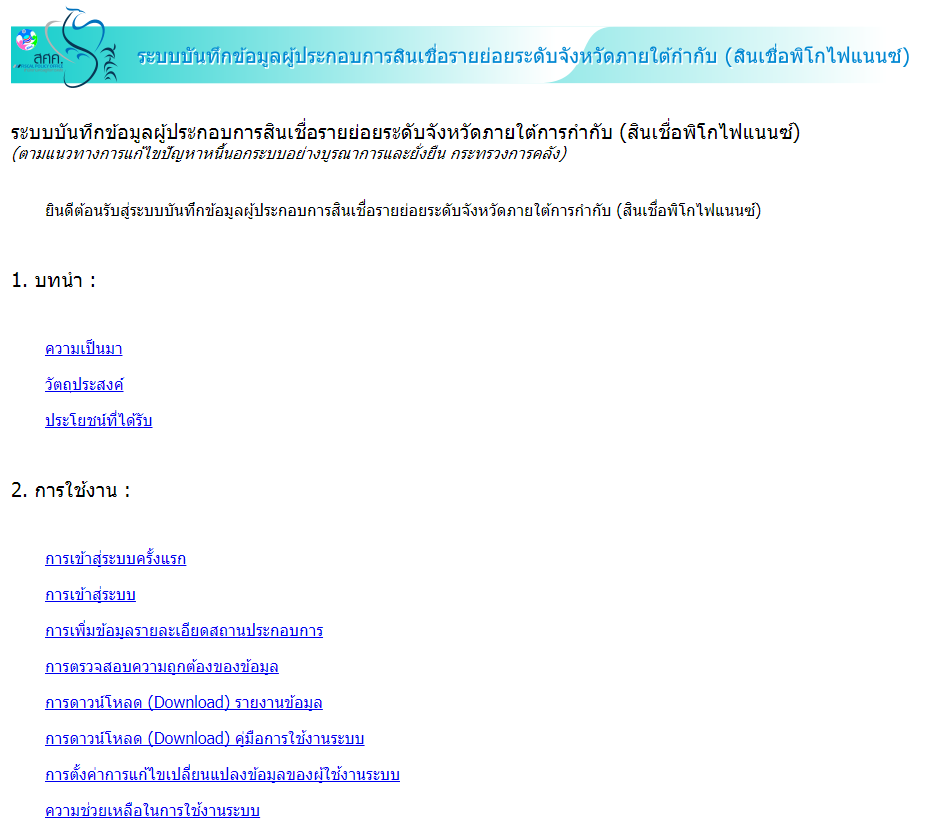 สศค.
ระบบบันทึกข้อมูลผู้ประกอบการสินเชื่อรายย่อยระดับจังหวัดภายใต้กำกับ (สินเชื่อพิโกไฟแนนซ์)
ระบบบันทึกข้อมูลผู้ประกอบการสินเชื่อรายย่อยระดับจังหวัดภายใต้การกำกับ (สินเชื่อพิโกไฟแนนซ์)
(ตามแนวทางการแก้ไขปัญหาหนี้นอกระบบอย่างบูรณาการและยั่งยืน กระทรวงการคลัง)
ยินดีต้อนรับสู่ระบบบันทึกข้อมูลผู้ประกอบการสินเชื่อรายย่อยระดับจังหวัดภายใต้การกำกับ (สินเชื่อพิโกไฟแนนซ์)
1. บทนำ :
ความเป็นมา
วัตถุประสงค์
ประโยชน์ที่ได้รับ
2. การใช้งาน :
การเข้าสู่ระบบครั้งแรก
การเข้าสู่ระบบ
การเพิ่มข้อมูลรายละเอียดสถานประกอบการ
การตรวจสอบความถูกต้องของข้อมูล
การดาวน์โหลด (Download) รายงานข้อมูล
การดาวน์โหลด (Download) คู่มือการใช้งานระบบ
การตั้งค่าการแก้ไขเปลี่ยนแปลงข้อมูลของผู้ใช้งานระบบ
ความช่วยเหลือในการใช้งานระบบ